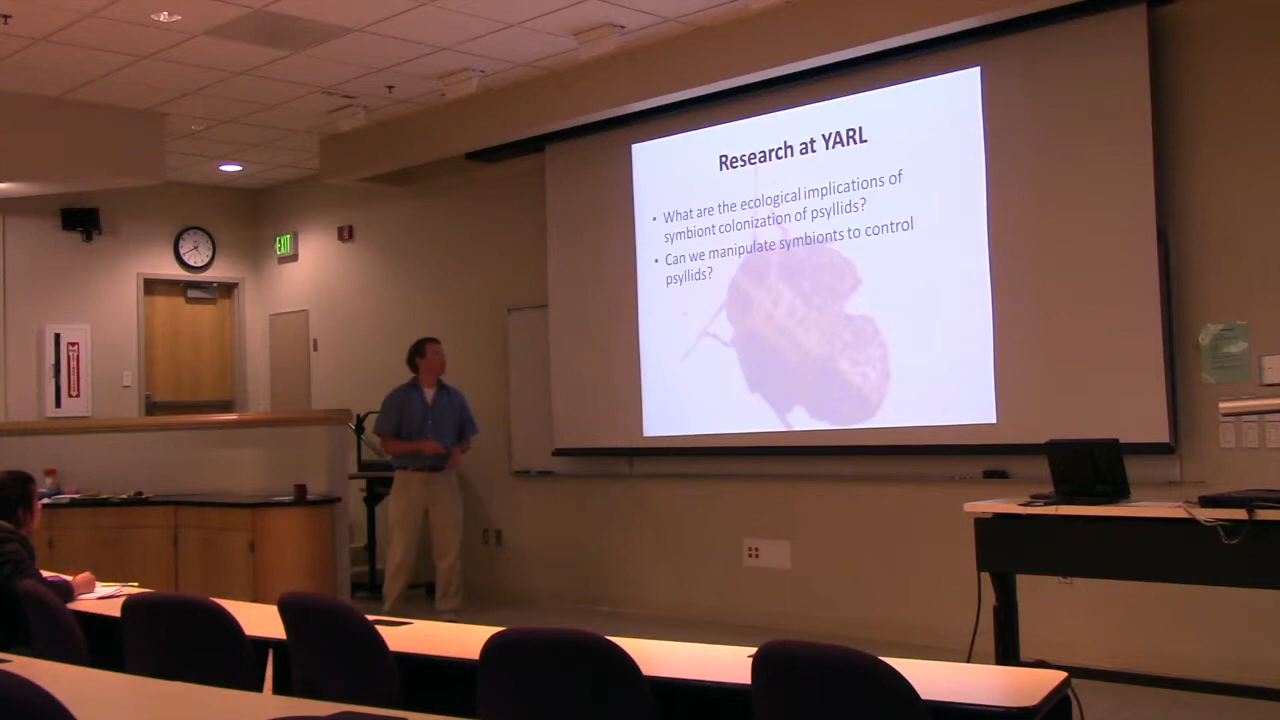 Research at YARL
• What are the ecological implications of
symbiont colonization of psyllids?
• Can we manipulate symbionts to control
psyllids?
EXIT